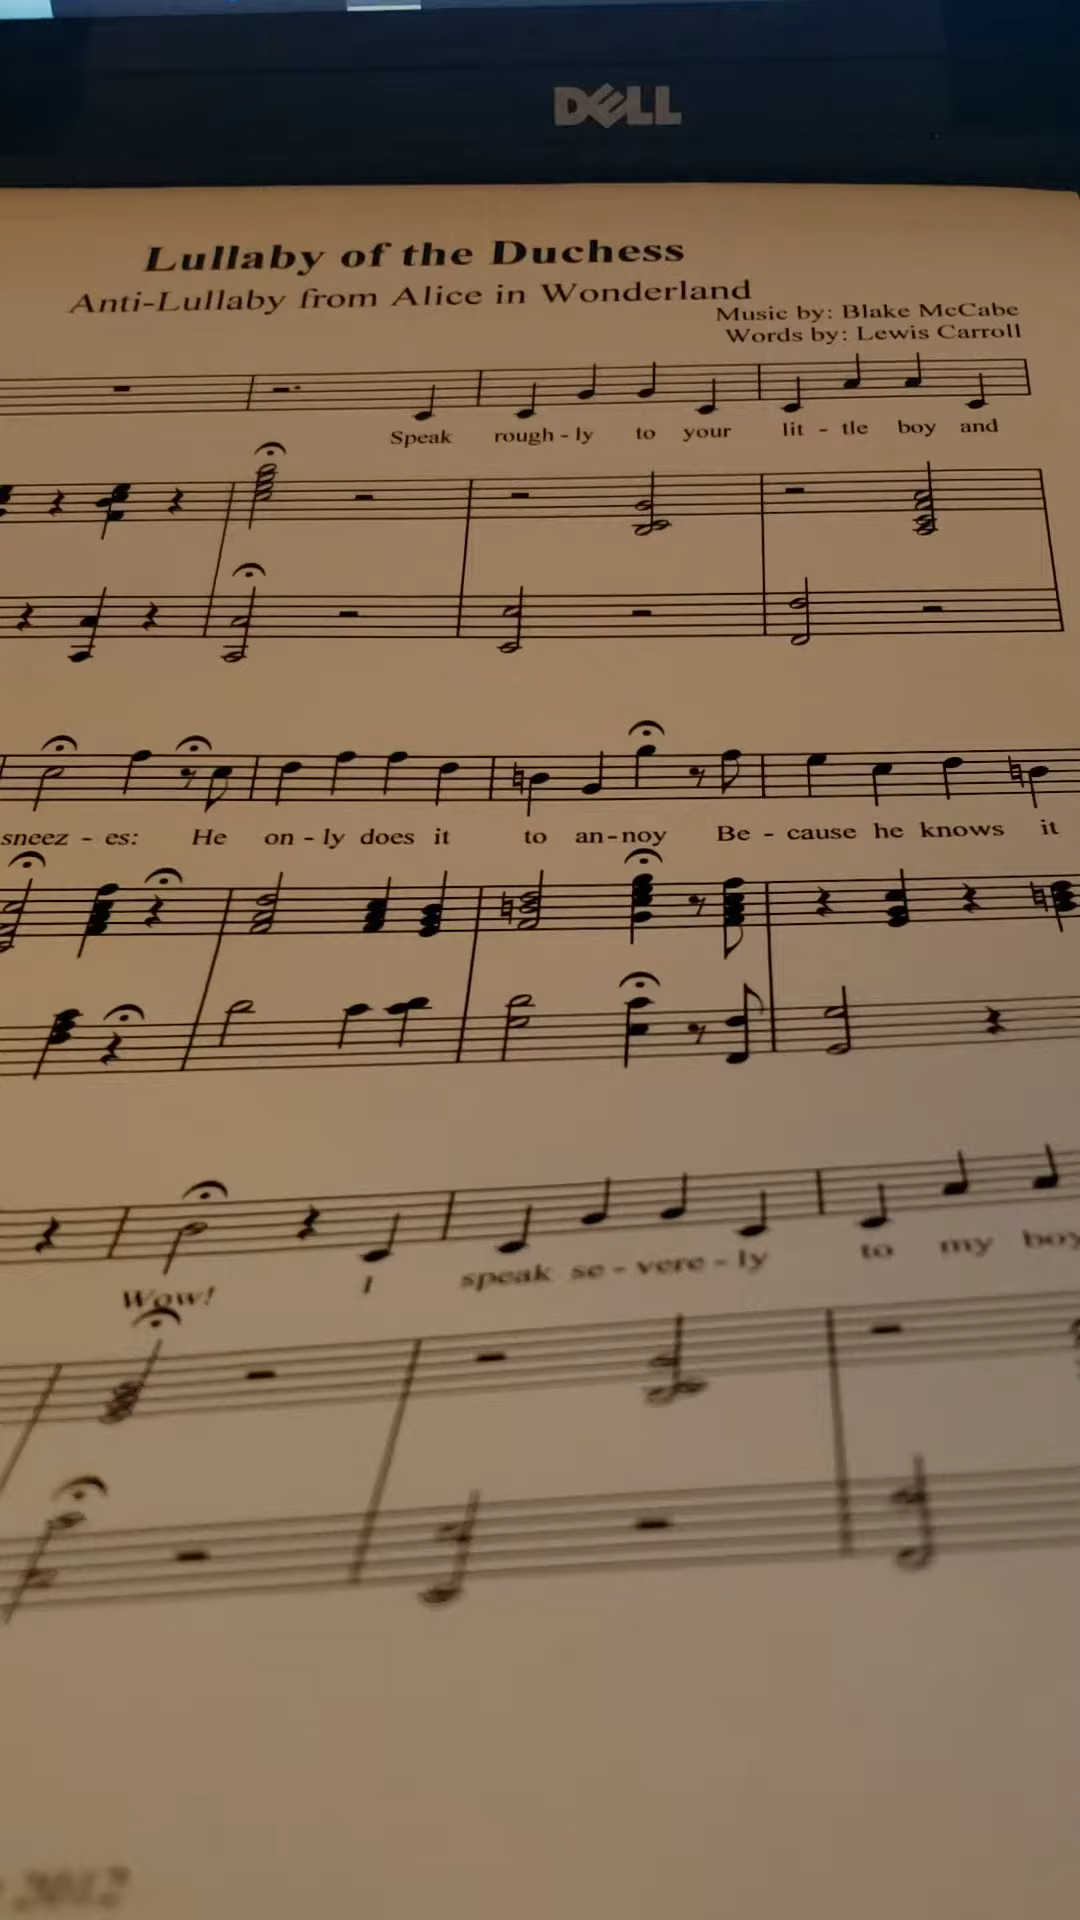 DELL
Lullaby of the Duchess
Anti-Lullaby from Alice in Wonderland
Music by: Blake McCabe
Words by: Lewis Carroll
Speak rough - ly to your lit - tle boy and
sneez - es: He on - ly does it to an - noy Be - cause he knows it
Wow! I speak se - vere - ly to my boy
2012